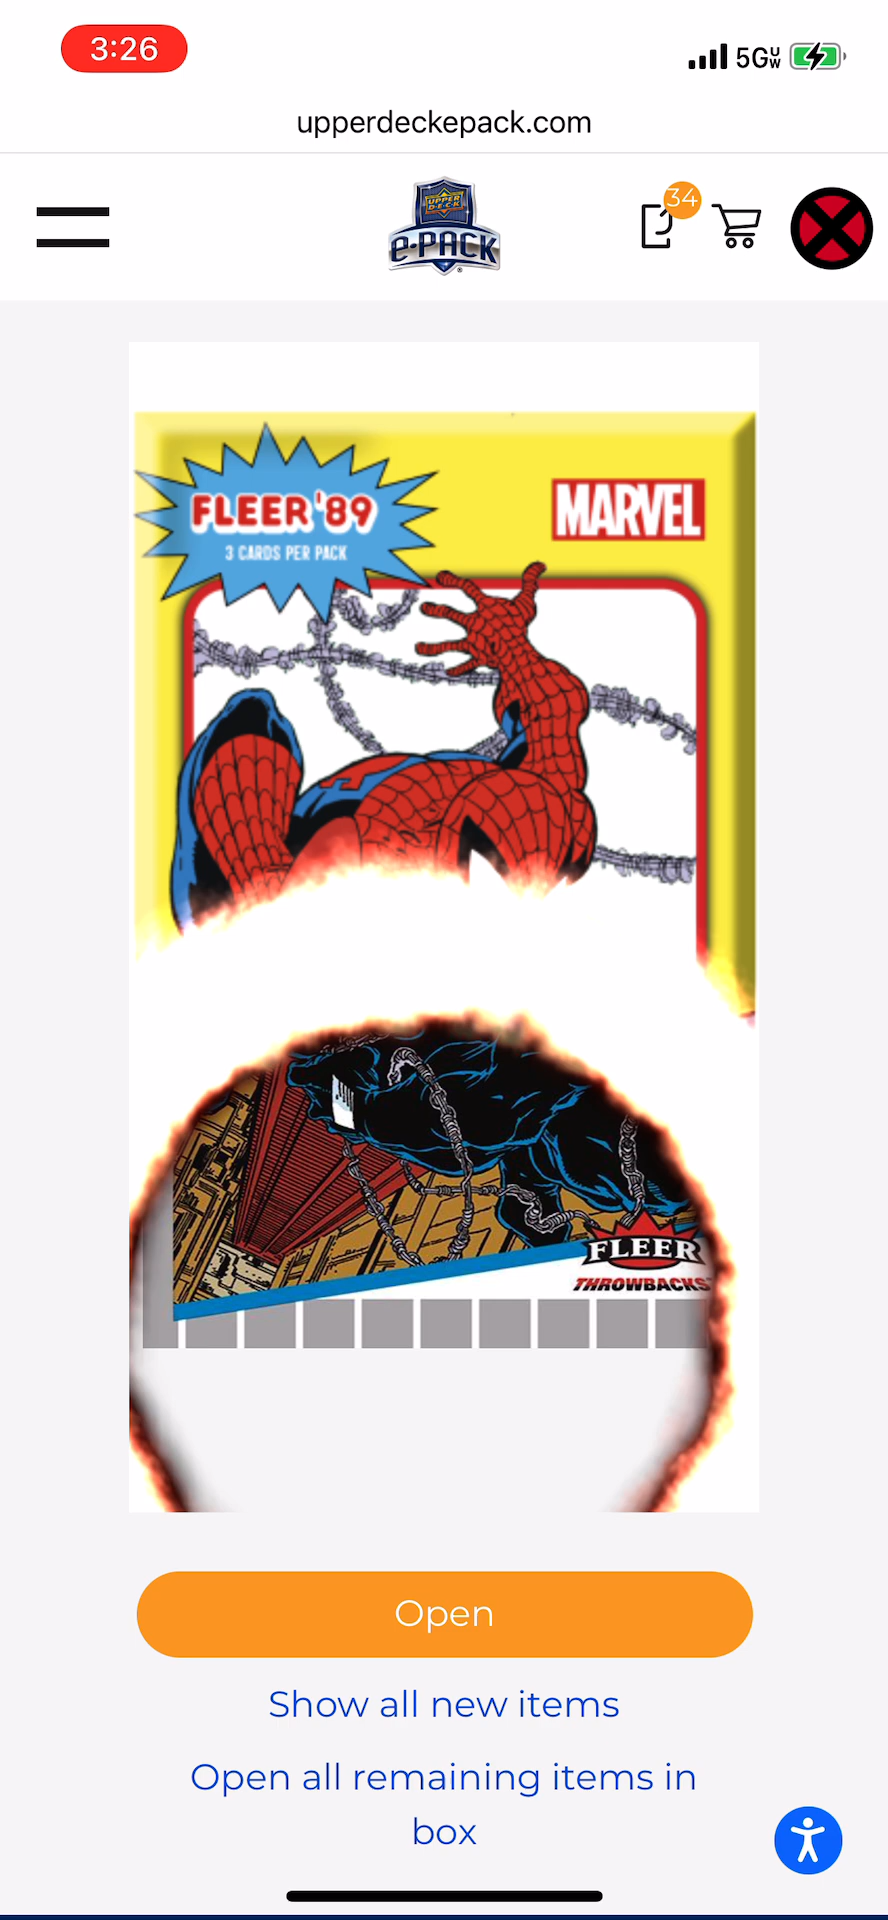 3:26
5G UW
upperdeckepack.com
UPPER
DECK
34
e·PACK
FLEER '89
3 CARDS PER PACK
MARVEL
FLEER
THROWBACKS
Open
Show all new items
Open all remaining items in
box